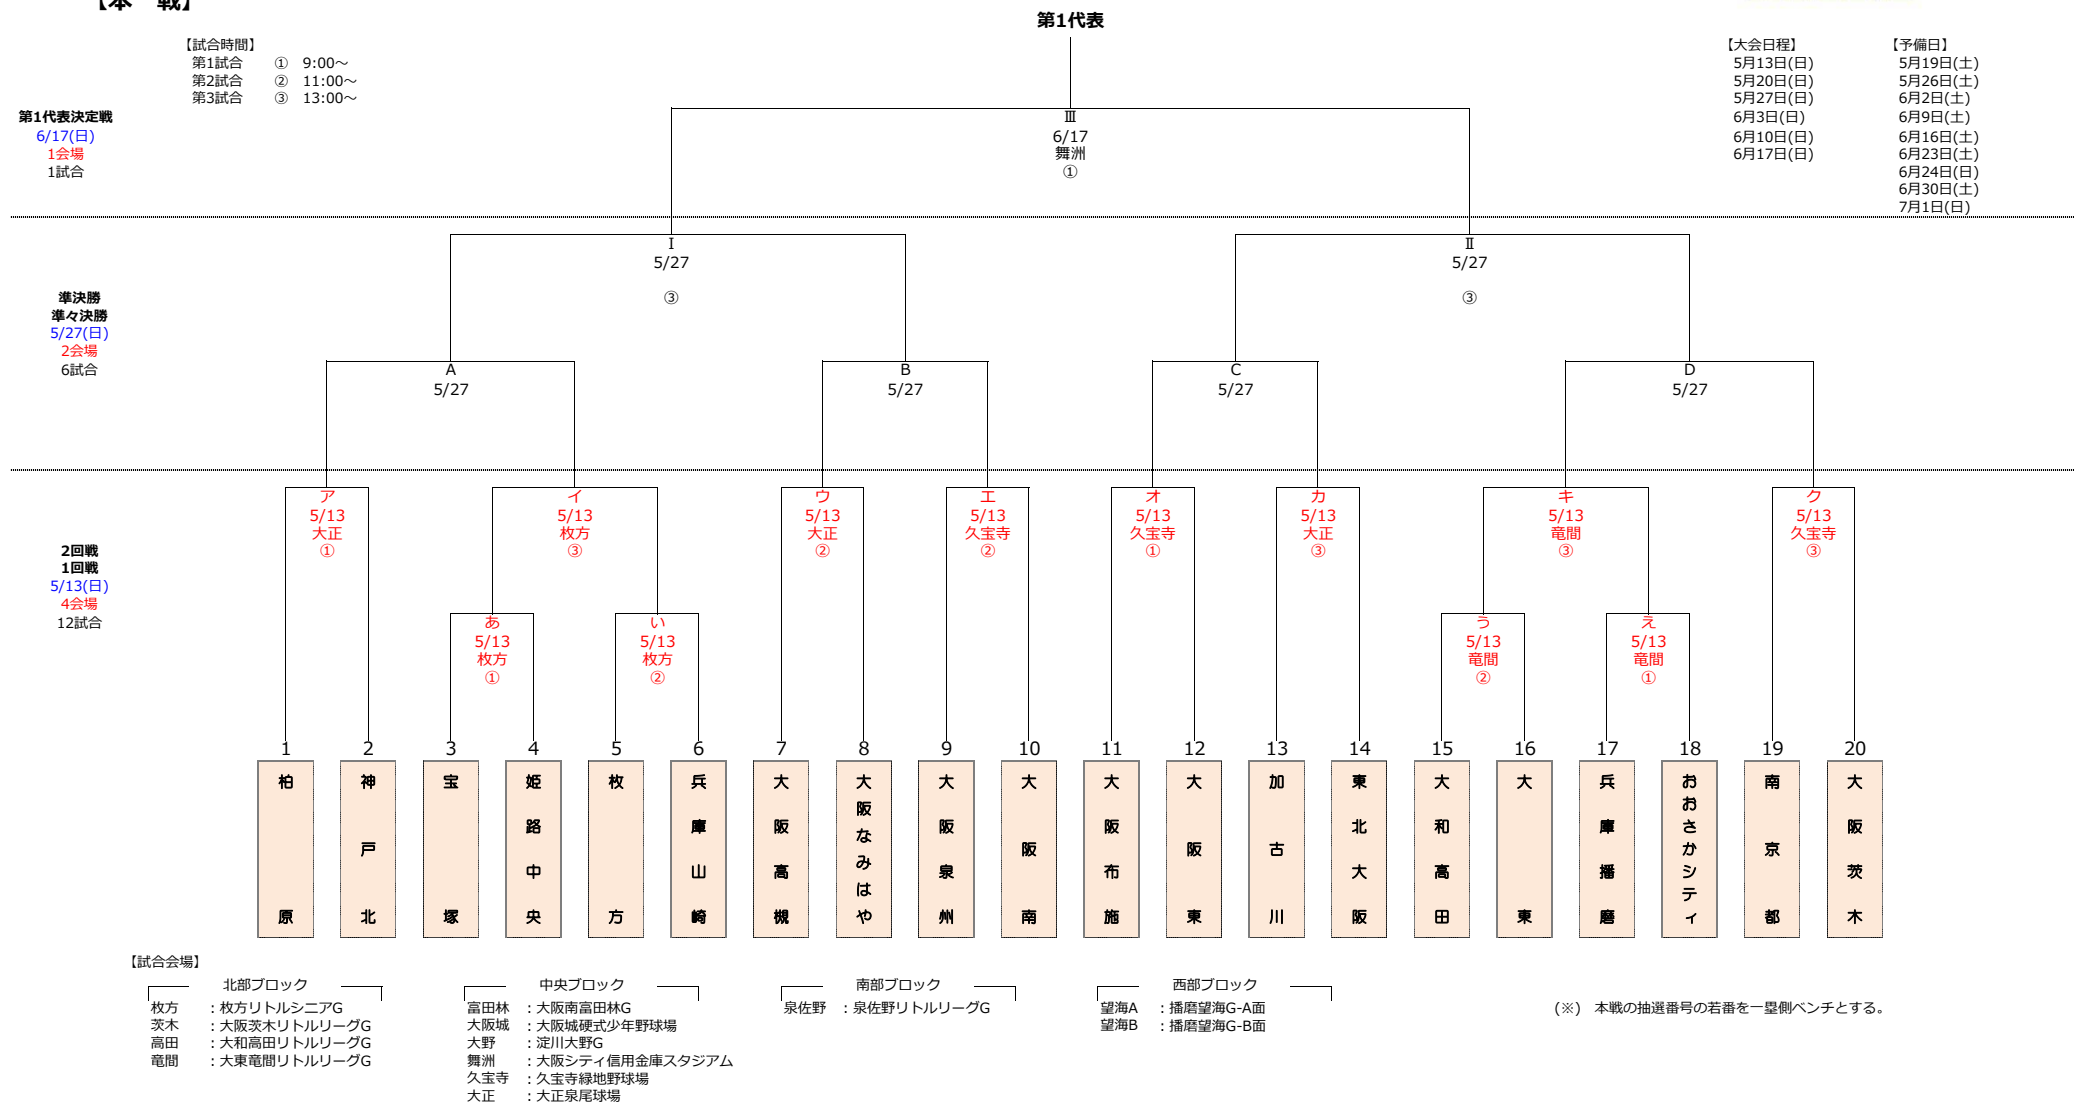 【本　戦】
第1代表
【試合時間】
第1試合　①　9:00～
第2試合　②　11:00～
第3試合　③　13:00～
【大会日程】
5月13日(日)
5月20日(日)
5月27日(日)
6月3日(日)
6月10日(日)
6月17日(日)
【予備日】
5月19日(土)
5月26日(土)
6月2日(土)
6月9日(土)
6月16日(土)
6月23日(土)
6月24日(日)
6月30日(土)
7月1日(日)
第1代表決定戦
6/17(日)
1会場
1試合
Ⅲ
6/17
舞洲
①
準決勝
準々決勝
5/27(日)
2会場
6試合
Ⅰ
5/27
③
Ⅱ
5/27
③
A
5/27
B
5/27
C
5/27
D
5/27
2回戦
1回戦
5/13(日)
4会場
12試合
ア
5/13
大正
①
イ
5/13
枚方
③
ウ
5/13
大正
②
エ
5/13
久宝寺
②
オ
5/13
久宝寺
①
カ
5/13
大正
③
キ
5/13
竜間
③
ク
5/13
久宝寺
③
あ
5/13
枚方
①
い
5/13
枚方
②
う
5/13
竜間
②
え
5/13
竜間
①
1
柏原
2
神戸北
3
宝塚
4
姫路中央
5
枚方
6
兵庫山崎
7
大阪高槻
8
大阪なみはや
9
大阪泉州
10
大阪南
11
大阪布施
12
大阪東
13
加古川
14
東北大阪
15
大和高田
16
大東
17
兵庫播磨
18
おおさかシティ
19
南京都
20
大阪茨木
【試合会場】
北部ブロック
枚方　：枚方リトルシニアG
茨木　：大阪茨木リトルリーグG
高田　：大和高田リトルリーグG
竜間　：大東竜間リトルリーグG
中央ブロック
富田林　：大阪南富田林G
大阪城　：大阪城硬式少年野球場
大野　：淀川大野G
舞洲　：大阪シティ信用金庫スタジアム
久宝寺　：久宝寺緑地野球場
大正　：大正泉尾球場
南部ブロック
泉佐野　：泉佐野リトルリーグG
西部ブロック
望海A　：播磨望海G-A面
望海B　：播磨望海G-B面
(※)　本戦の抽選番号の若番を一塁側ベンチとする。